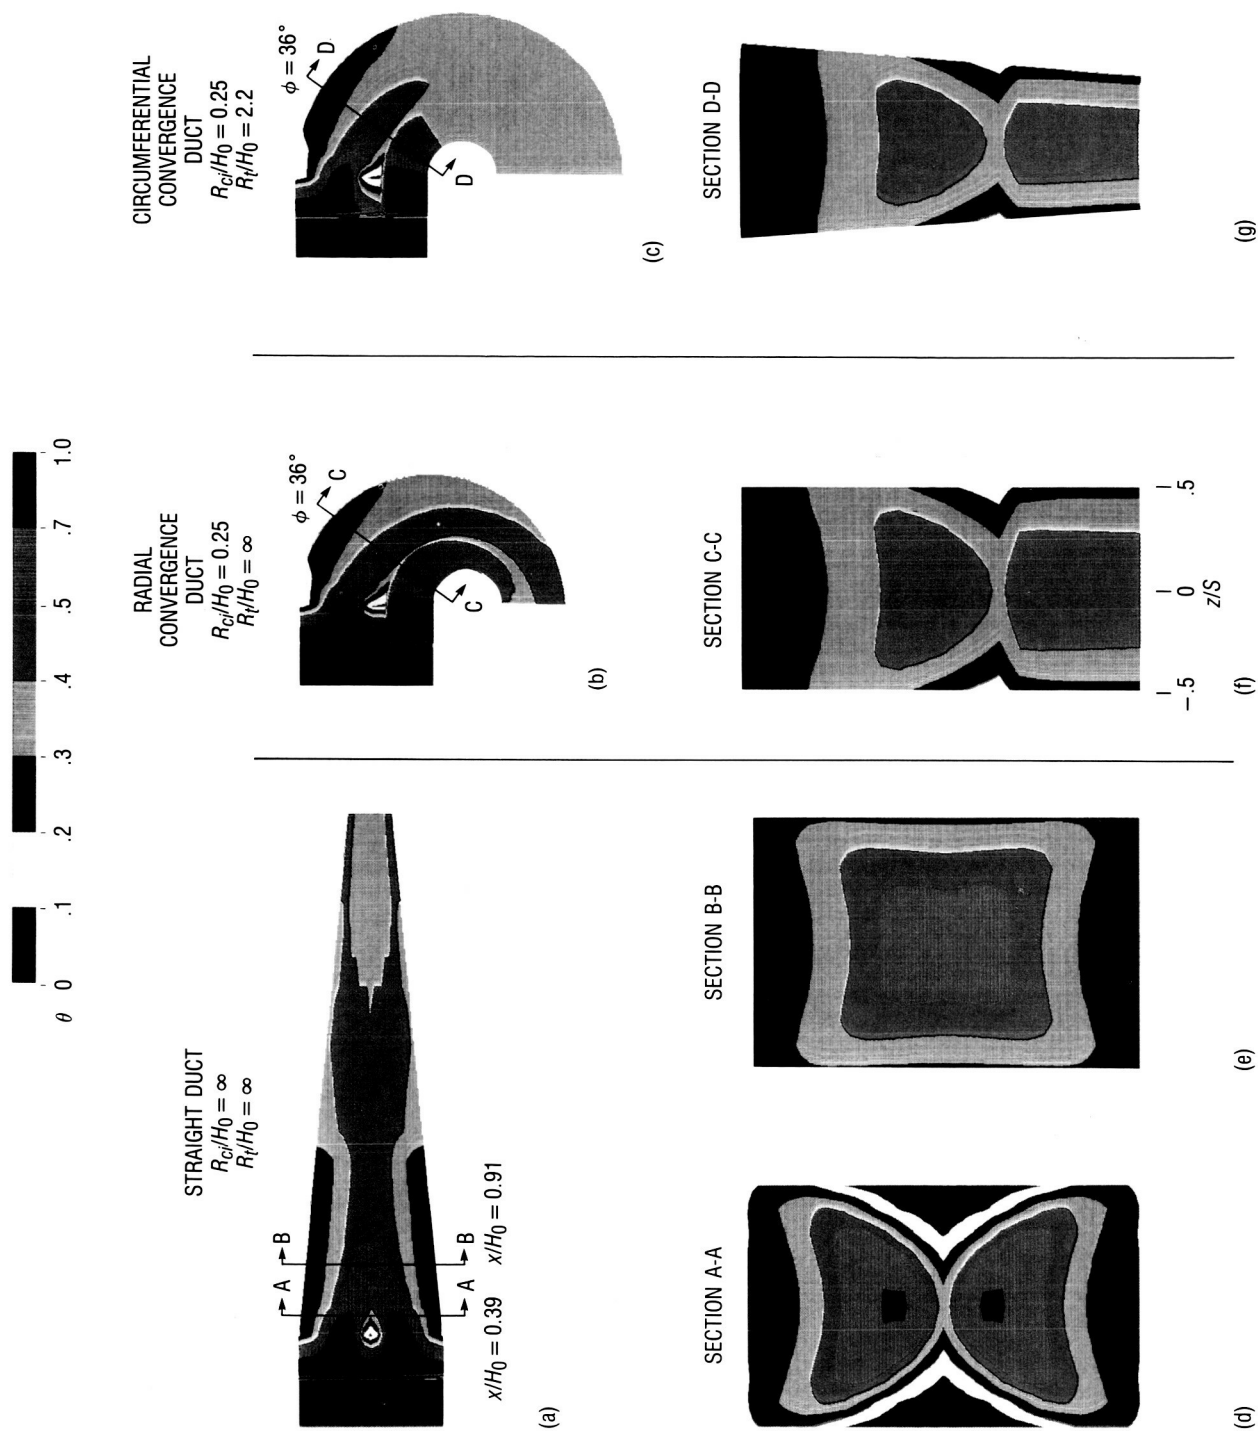 θ
0 .1 .2 .3 .4 .5 .7 1.0
STRAIGHT DUCT
R_ci/H_0 = ∞
R_t/H_0 = ∞
A
A
B
B
x/H_0 = 0.39
x/H_0 = 0.91
(a)
RADIAL
CONVERGENCE
DUCT
R_ci/H_0 = 0.25
R_t/H_0 = ∞
ϕ = 36°
C
C
(b)
CIRCUMFERENTIAL
CONVERGENCE
DUCT
R_ci/H_0 = 0.25
R_t/H_0 = 2.2
ϕ = 36°
D
D
(c)
SECTION A-A
(d)
SECTION B-B
(e)
SECTION C-C
–.5 0 .5
z/S
(f)
SECTION D-D
(g)